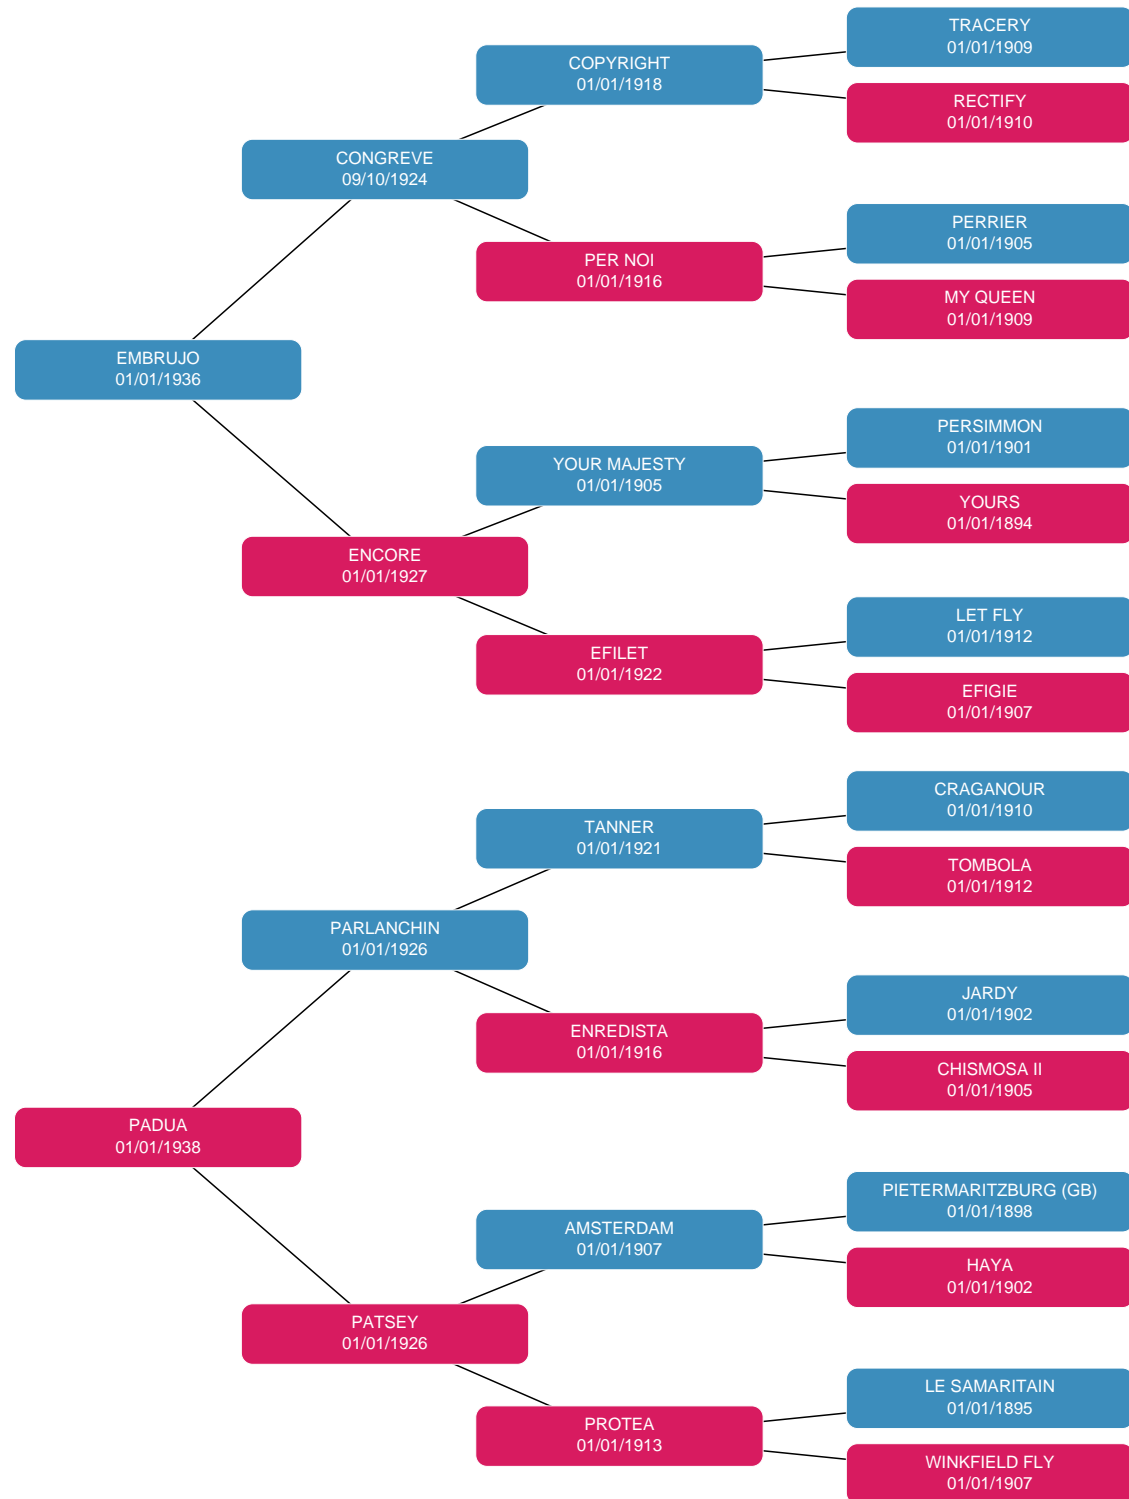 TRACERY
01/01/1909
COPYRIGHT
01/01/1918
RECTIFY
01/01/1910
CONGREVE
09/10/1924
PERRIER
01/01/1905
PER NOI
01/01/1916
MY QUEEN
01/01/1909
EMBRUJO
01/01/1936
PERSIMMON
01/01/1901
YOUR MAJESTY
01/01/1905
YOURS
01/01/1894
ENCORE
01/01/1927
LET FLY
01/01/1912
EFILET
01/01/1922
EFIGIE
01/01/1907
CRAGANOUR
01/01/1910
TANNER
01/01/1921
TOMBOLA
01/01/1912
PARLANCHIN
01/01/1926
JARDY
01/01/1902
ENREDISTA
01/01/1916
CHISMOSA II
01/01/1905
PADUA
01/01/1938
PIETERMARITZBURG (GB)
01/01/1898
AMSTERDAM
01/01/1907
HAYA
01/01/1902
PATSEY
01/01/1926
LE SAMARITAIN
01/01/1895
PROTEA
01/01/1913
WINKFIELD FLY
01/01/1907